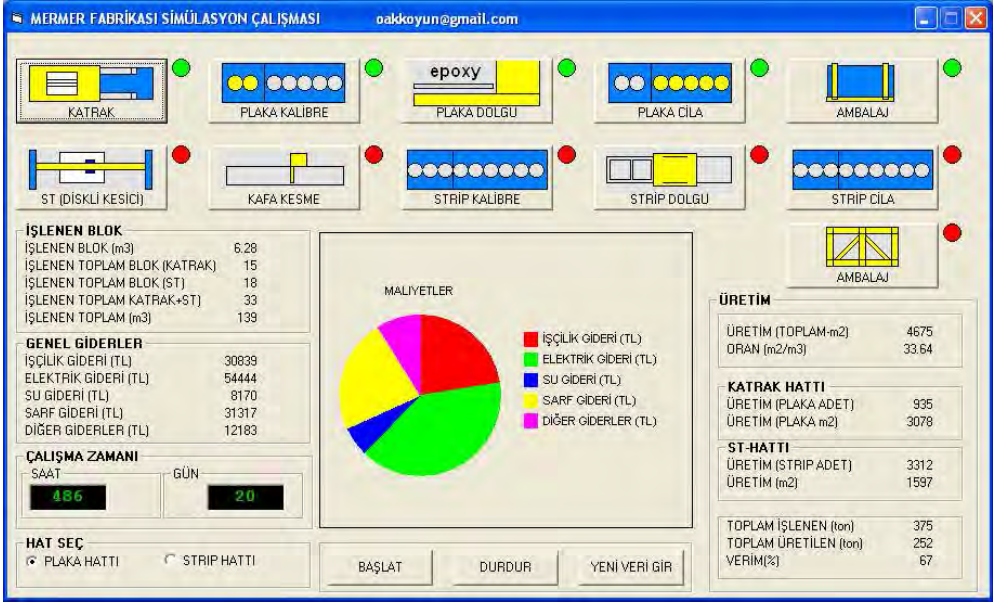 MERMER FABRİKASI SİMÜLASYON ÇALIŞMASI oakkoyun@gmail.com
epoxy
KATRAK
PLAKA KALİBRE
PLAKA DOLGU
PLAKA CİLA
AMBALAJ
ST (DİSKLİ KESİCİ)
KAFA KESME
STRİP KALİBRE
STRİP DOLGU
STRİP CİLA
AMBALAJ
İŞLENEN BLOK
İŞLENEN BLOK (m3) 6.28
İŞLENEN TOPLAM BLOK (KATRAK) 15
İŞLENEN TOPLAM BLOK (ST) 18
İŞLENEN TOPLAM KATRAK+ST) 33
İŞLENEN TOPLAM (m3) 139
GENEL GİDERLER
İŞÇİLİK GİDERİ (TL) 30839
ELEKTRİK GİDERİ (TL) 54444
SU GİDERİ (TL) 8170
SARF GİDERİ (TL) 31317
DİĞER GİDERLER (TL) 12183
ÇALIŞMA ZAMANI
SAAT GÜN
486 20
HAT SEÇ
PLAKA HATTI STRİP HATTI
MALIYETLER
İŞÇİLİK GİDERİ (TL)
ELEKTRİK GİDERİ (TL)
SU GİDERİ (TL)
SARF GİDERİ (TL)
DİĞER GİDERLER (TL)
BAŞLAT
DURDUR
YENİ VERİ GİR
ÜRETİM
ÜRETİM (TOPLAM-m2) 4675
ORAN (m2/m3) 33.64
KATRAK HATTI
ÜRETİM (PLAKA ADET) 935
ÜRETİM (PLAKA m2) 3078
ST-HATTI
ÜRETİM (STRIP ADET) 3312
ÜRETİM (m2) 1597
TOPLAM İŞLENEN (ton) 375
TOPLAM ÜRETİLEN (ton) 252
VERİM(%) 67